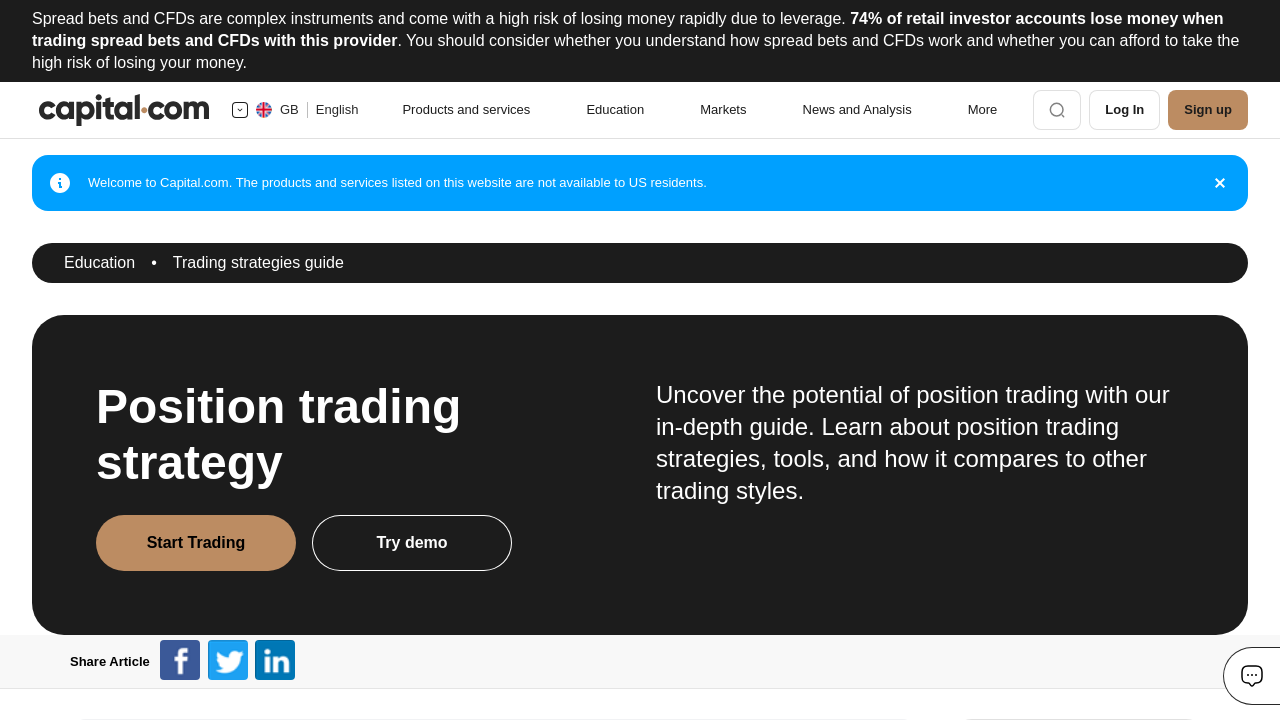 Spread bets and CFDs are complex instruments and come with a high risk of losing money rapidly due to leverage. 74% of retail investor accounts lose money when
trading spread bets and CFDs with this provider. You should consider whether you understand how spread bets and CFDs work and whether you can afford to take the
high risk of losing your money.
capital.com GB English Products and services Education Markets News and Analysis More Log In Sign up
Welcome to Capital.com. The products and services listed on this website are not available to US residents.
Education • Trading strategies guide
Position trading
strategy
Start Trading Try demo
Uncover the potential of position trading with our
in-depth guide. Learn about position trading
strategies, tools, and how it compares to other
trading styles.
Share Article